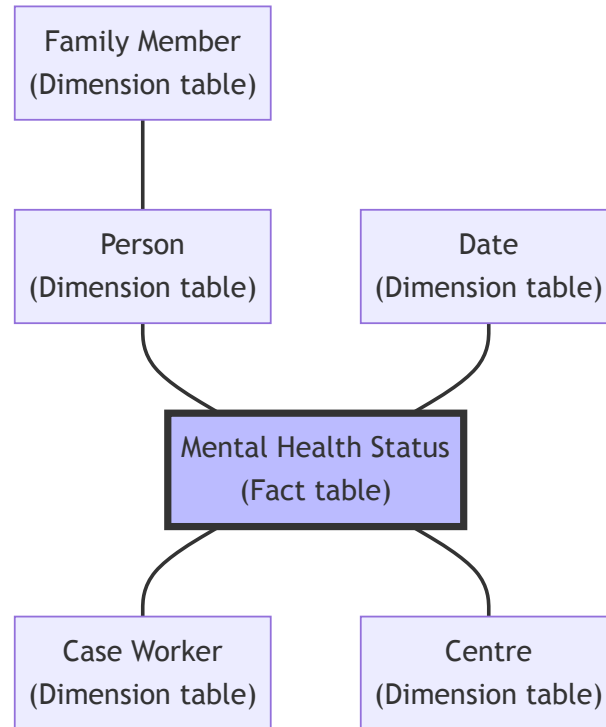 Family Member
(Dimension table)
Person
(Dimension table)
Date
(Dimension table)
Mental Health Status
(Fact table)
Case Worker
(Dimension table)
Centre
(Dimension table)